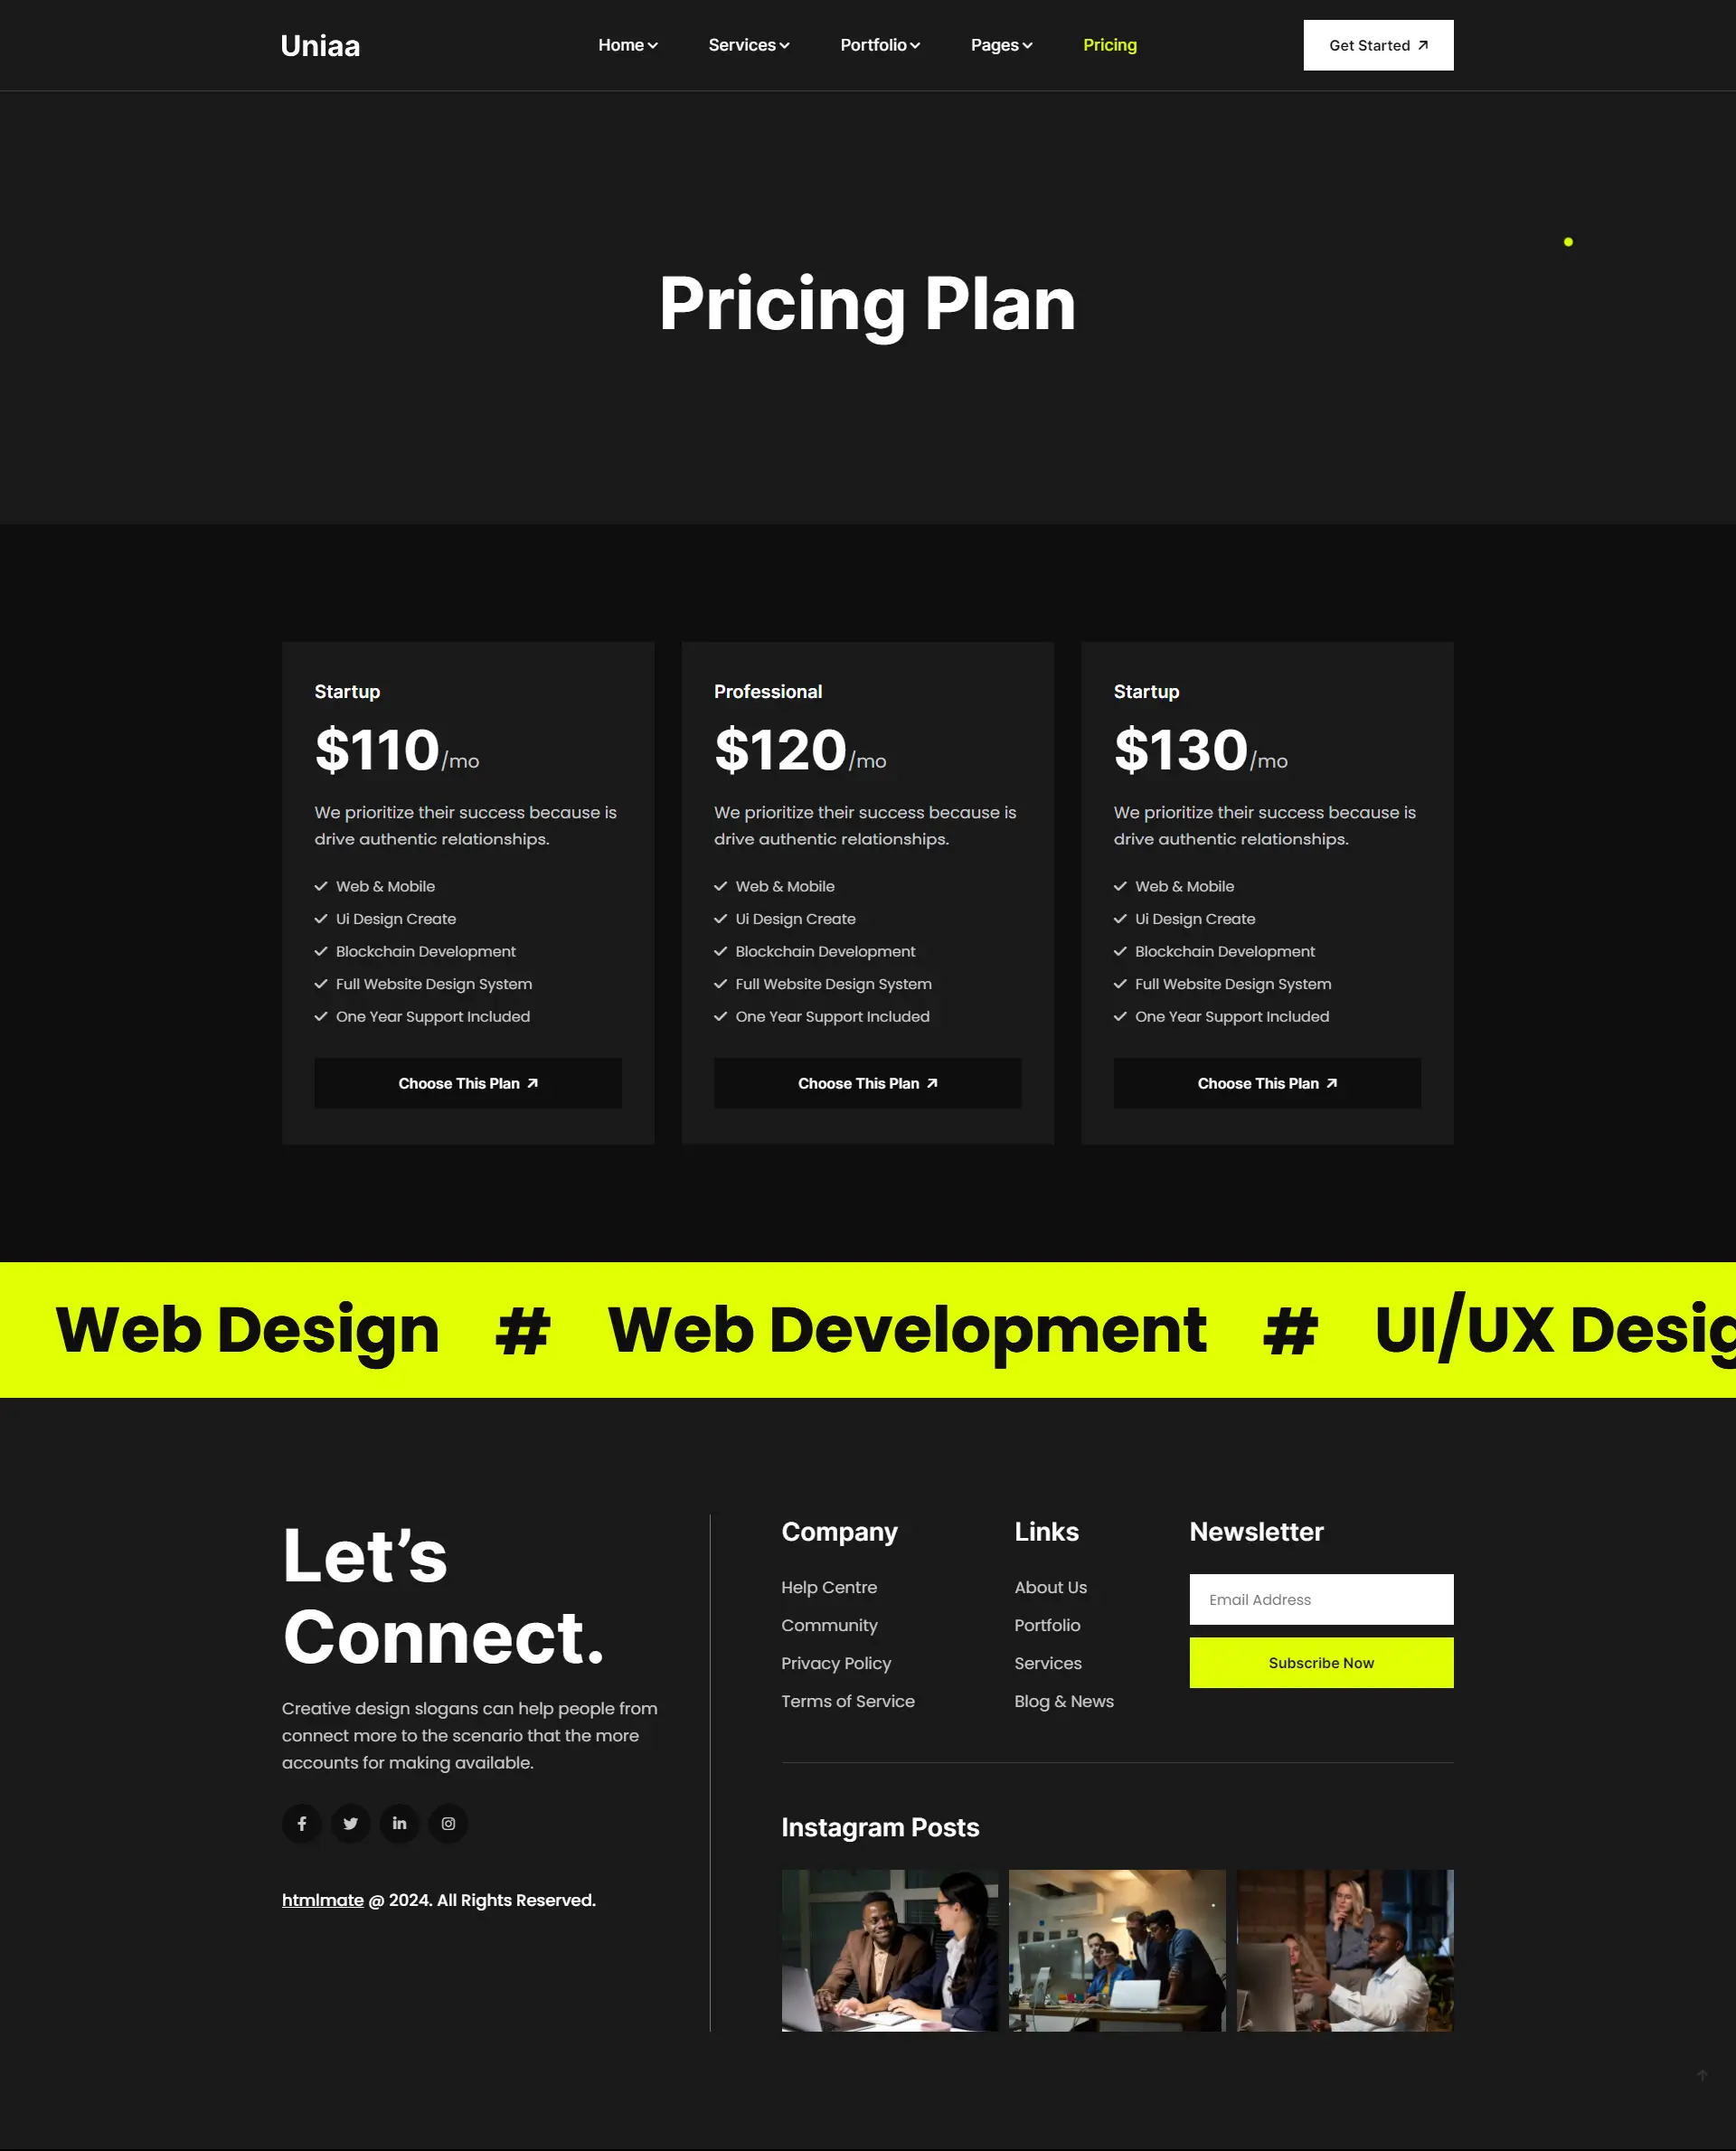 Uniaa
Home
Services
Portfolio
Pages
Pricing
Get Started
Pricing Plan
Startup
$110/mo
We prioritize their success because is
drive authentic relationships.
Web & Mobile
Ui Design Create
Blockchain Development
Full Website Design System
One Year Support Included
Choose This Plan
Professional
$120/mo
We prioritize their success because is
drive authentic relationships.
Web & Mobile
Ui Design Create
Blockchain Development
Full Website Design System
One Year Support Included
Choose This Plan
Startup
$130/mo
We prioritize their success because is
drive authentic relationships.
Web & Mobile
Ui Design Create
Blockchain Development
Full Website Design System
One Year Support Included
Choose This Plan
Web Design # Web Development # UI/UX Desig
Let’s
Connect.
Creative design slogans can help people from
connect more to the scenario that the more
accounts for making available.
htmlmate @ 2024. All Rights Reserved.
Company
Help Centre
Community
Privacy Policy
Terms of Service
Links
About Us
Portfolio
Services
Blog & News
Newsletter
Email Address
Subscribe Now
Instagram Posts